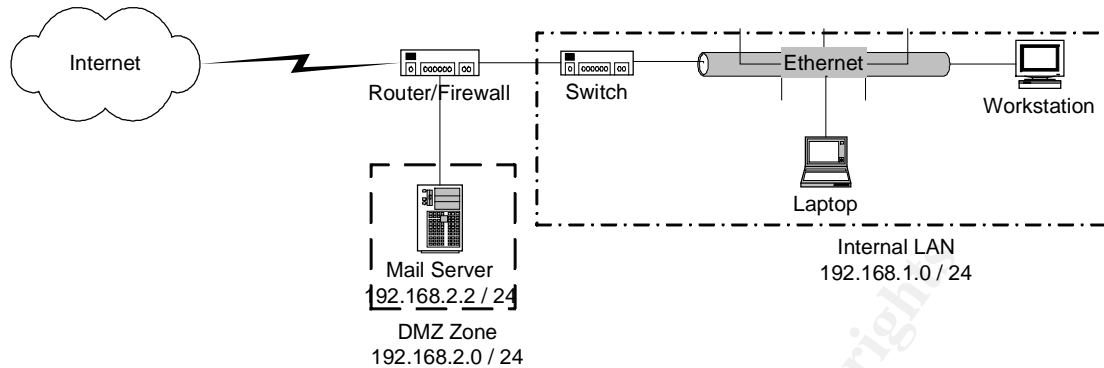 Internet
Router/Firewall
Switch
Ethernet
Workstation
Laptop
Internal LAN
192.168.1.0 / 24
Mail Server
192.168.2.2 / 24
DMZ Zone
192.168.2.0 / 24
rights